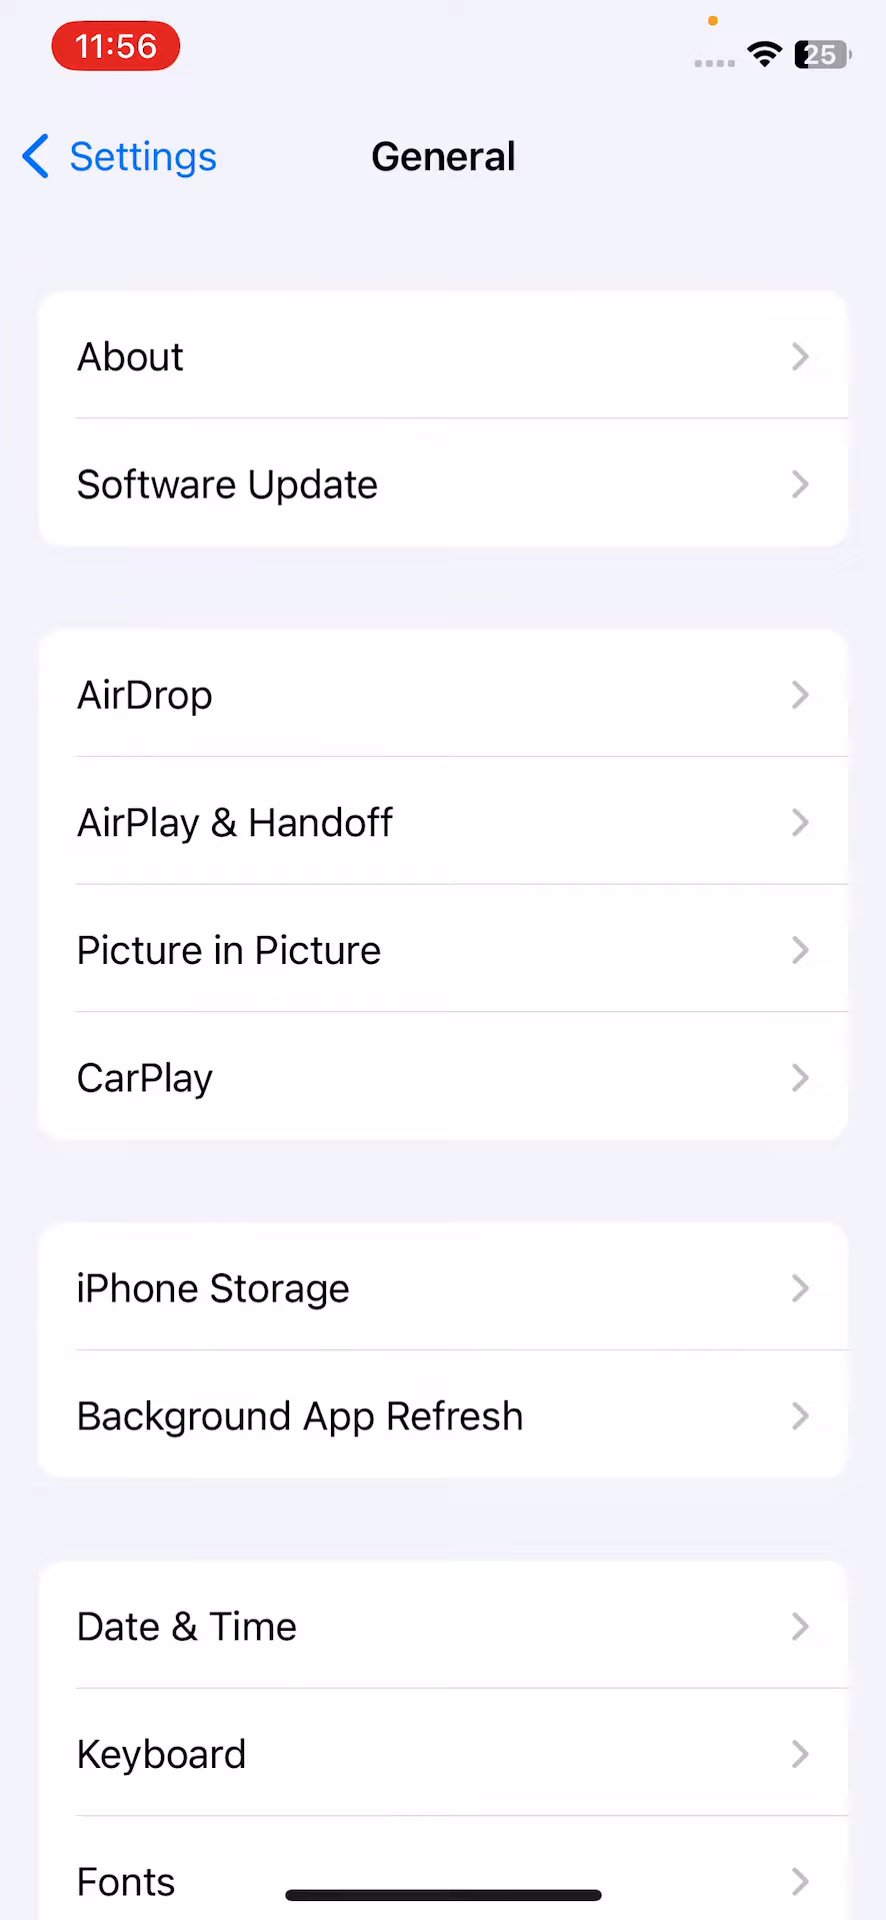 11:56
25
Settings
General
About
Software Update
AirDrop
AirPlay & Handoff
Picture in Picture
CarPlay
iPhone Storage
Background App Refresh
Date & Time
Keyboard
Fonts